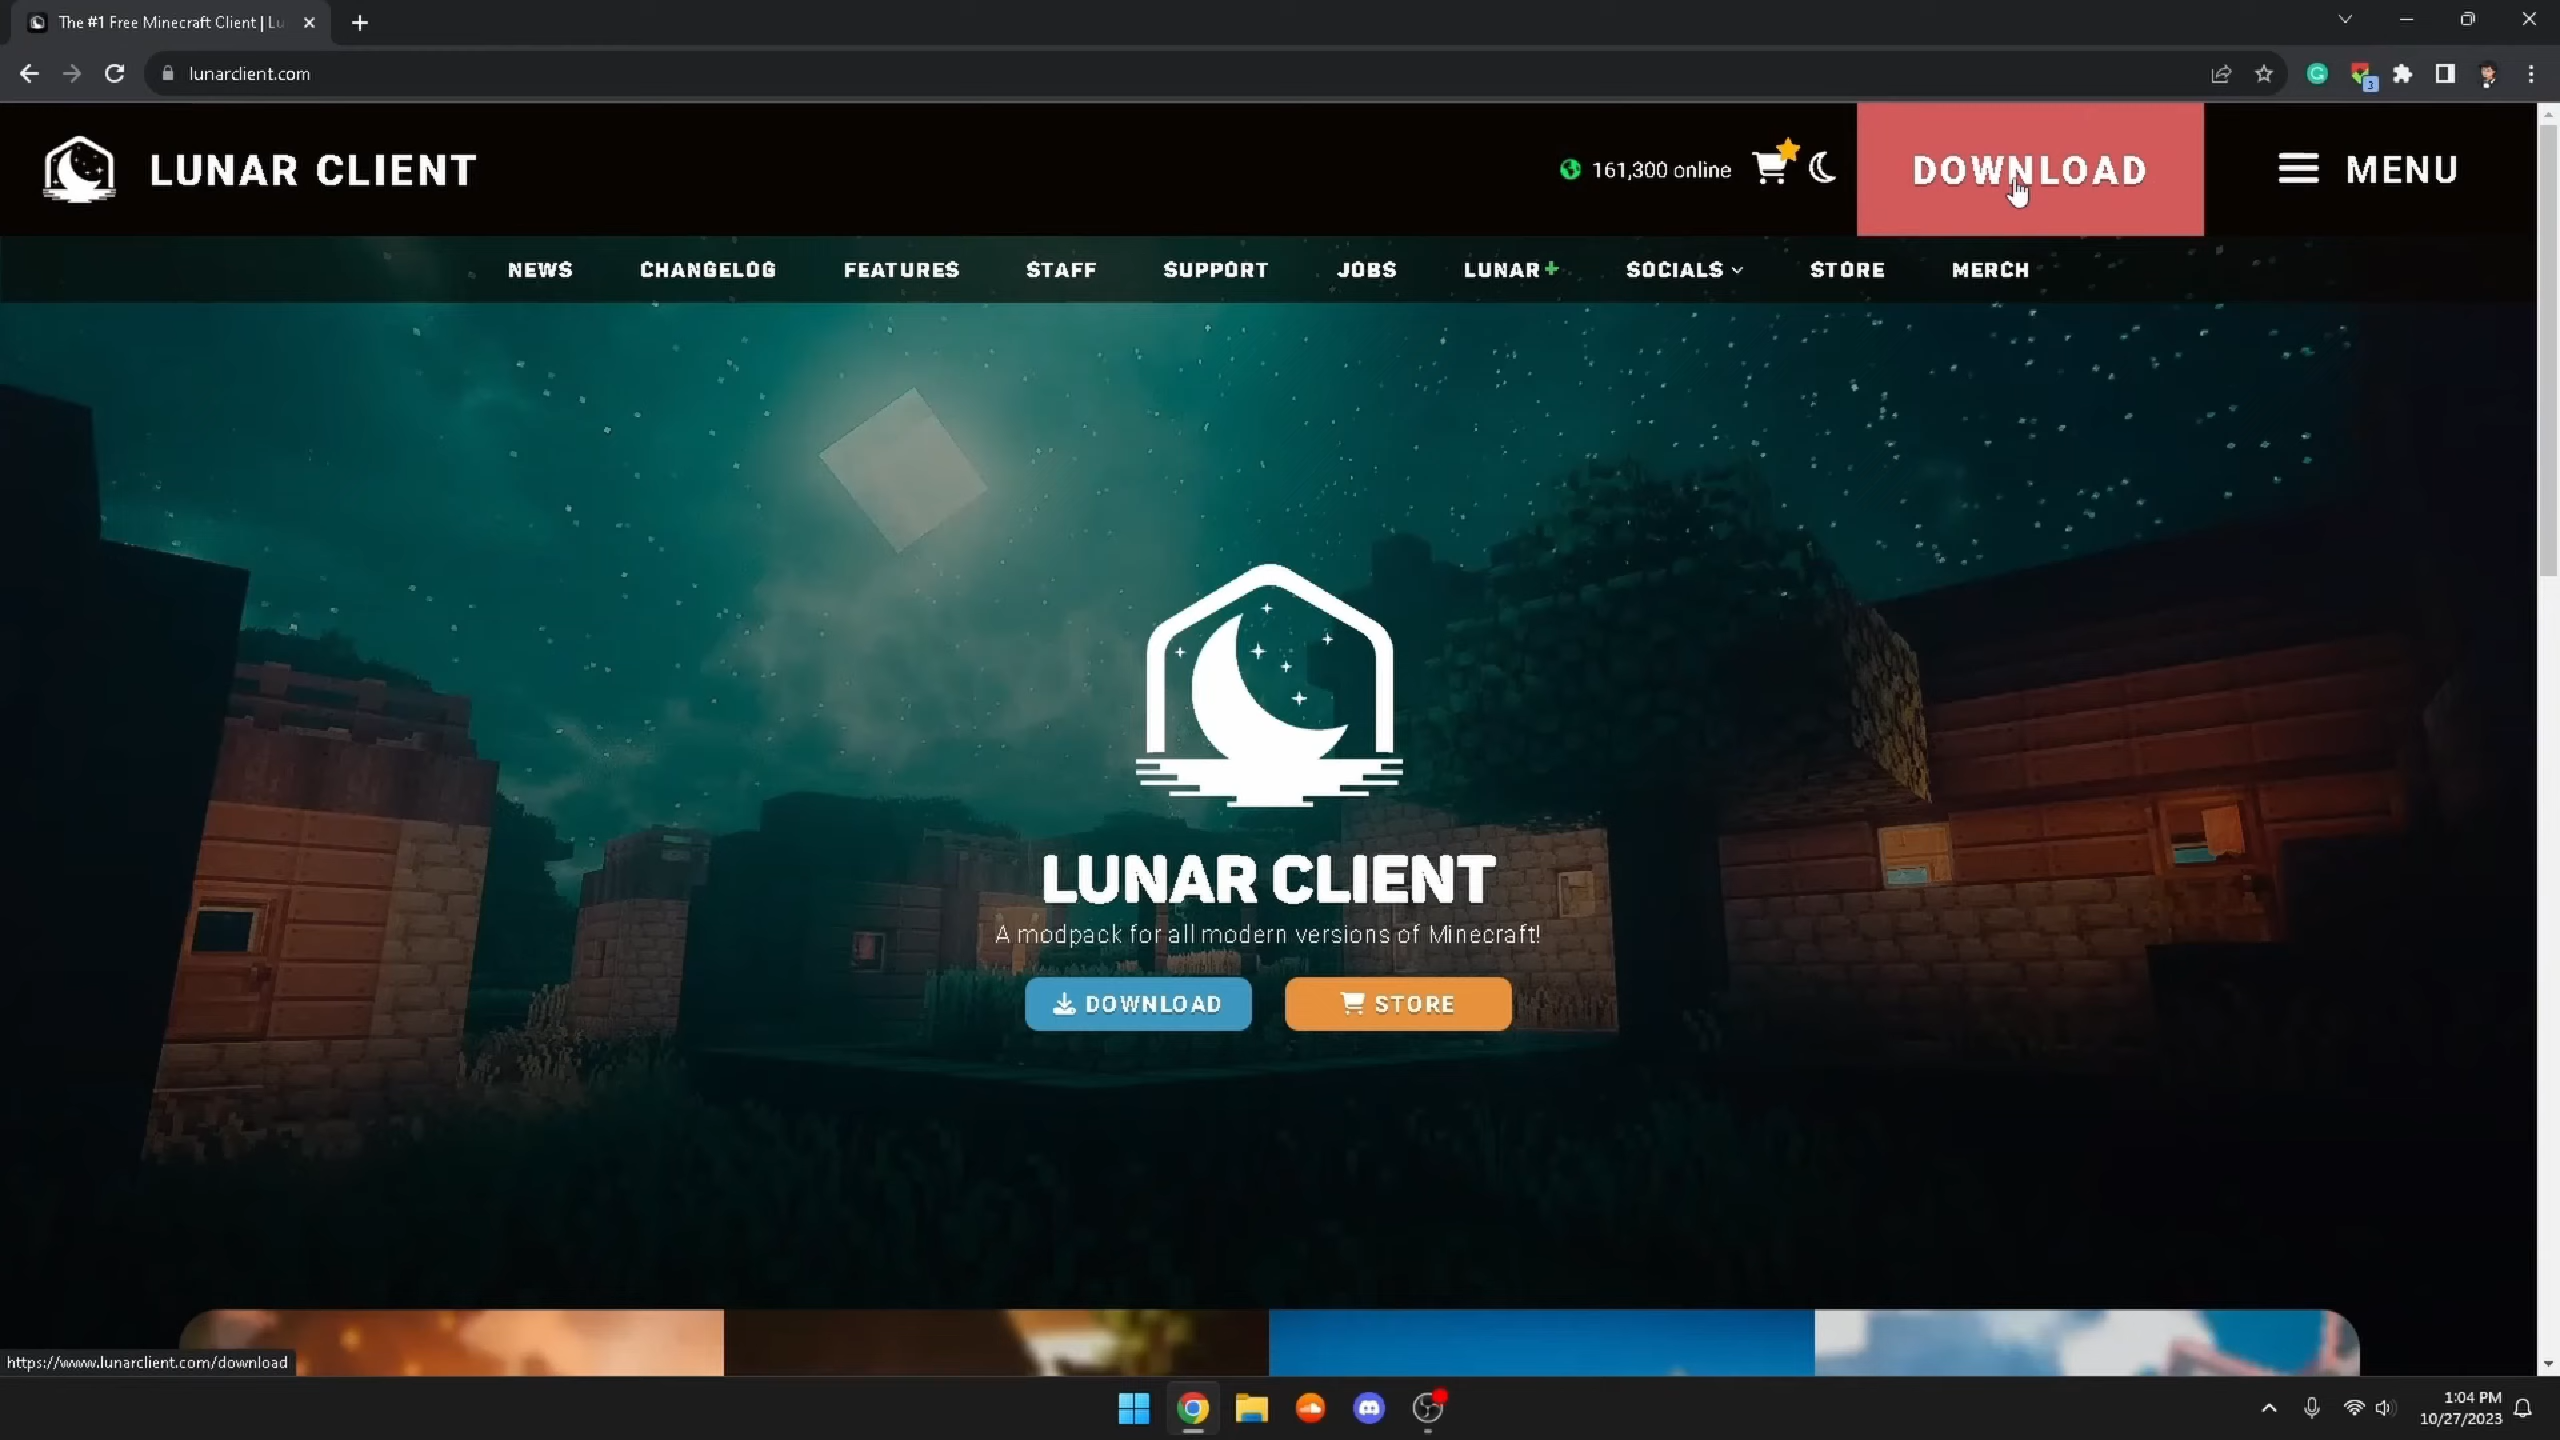 The #1 Free Minecraft Client | Lu
lunarclient.com
3
LUNAR CLIENT
161,300 online
DOWNLOAD
MENU
NEWS
CHANGELOG
FEATURES
STAFF
SUPPORT
JOBS
LUNAR+
SOCIALS
STORE
MERCH
LUNAR CLIENT
A modpack for all modern versions of Minecraft!
DOWNLOAD
STORE
https://www.lunarclient.com/download
1:04 PM
10/27/2023